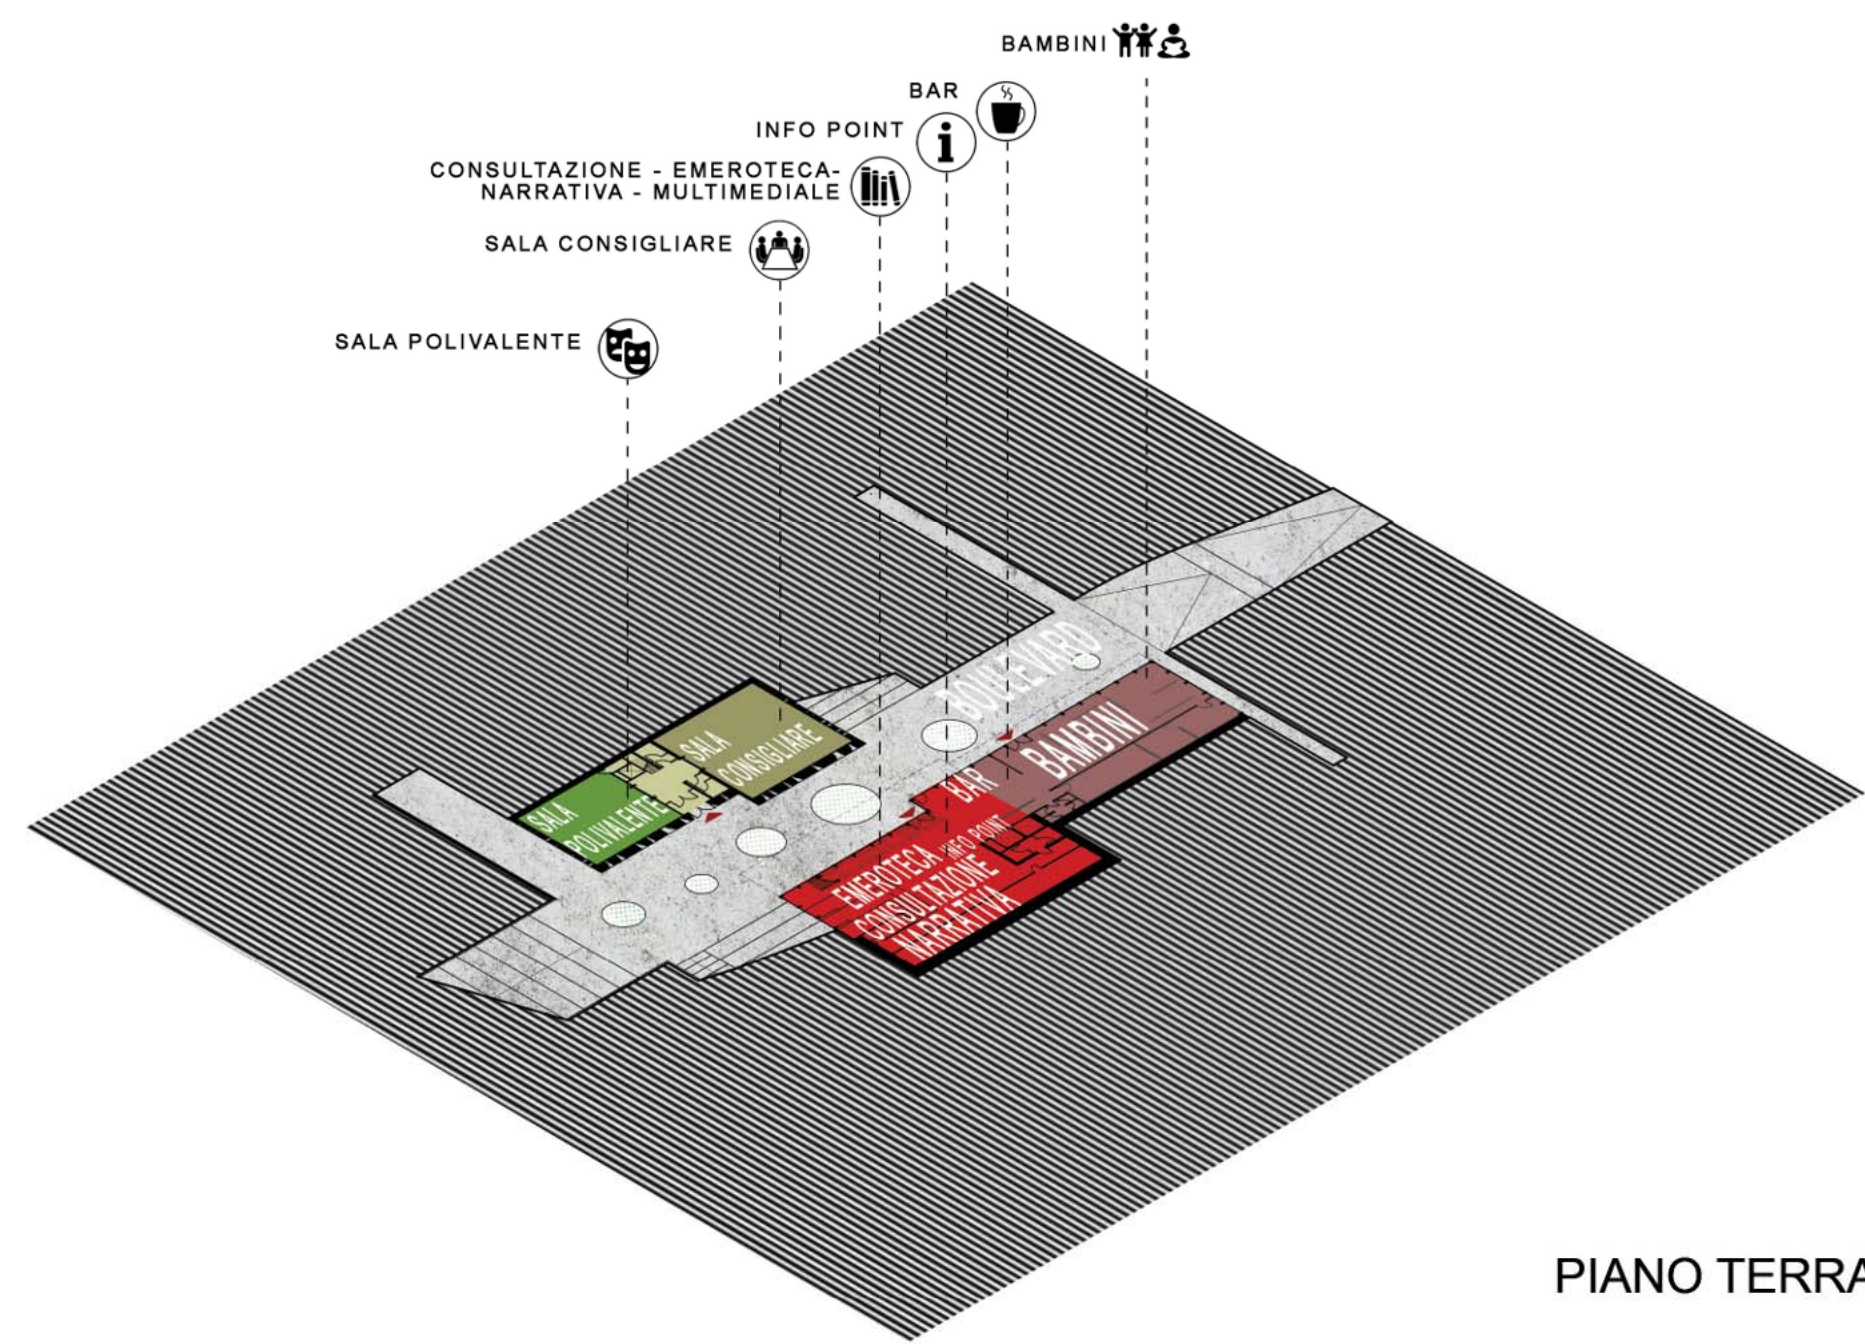 BAMBINI
BAR
INFO POINT
CONSULTAZIONE - EMEROTECA-
NARRATIVA - MULTIMEDIALE
SALA CONSIGLIARE
SALA POLIVALENTE
BOULEVARD
SALA
CONSIGLIARE
BAMBINI
BAR
SALA
POLIVALENTE
INFO POINT
EMEROTECA
CONSULTAZIONE
NARRATIVA
PIANO TERRA